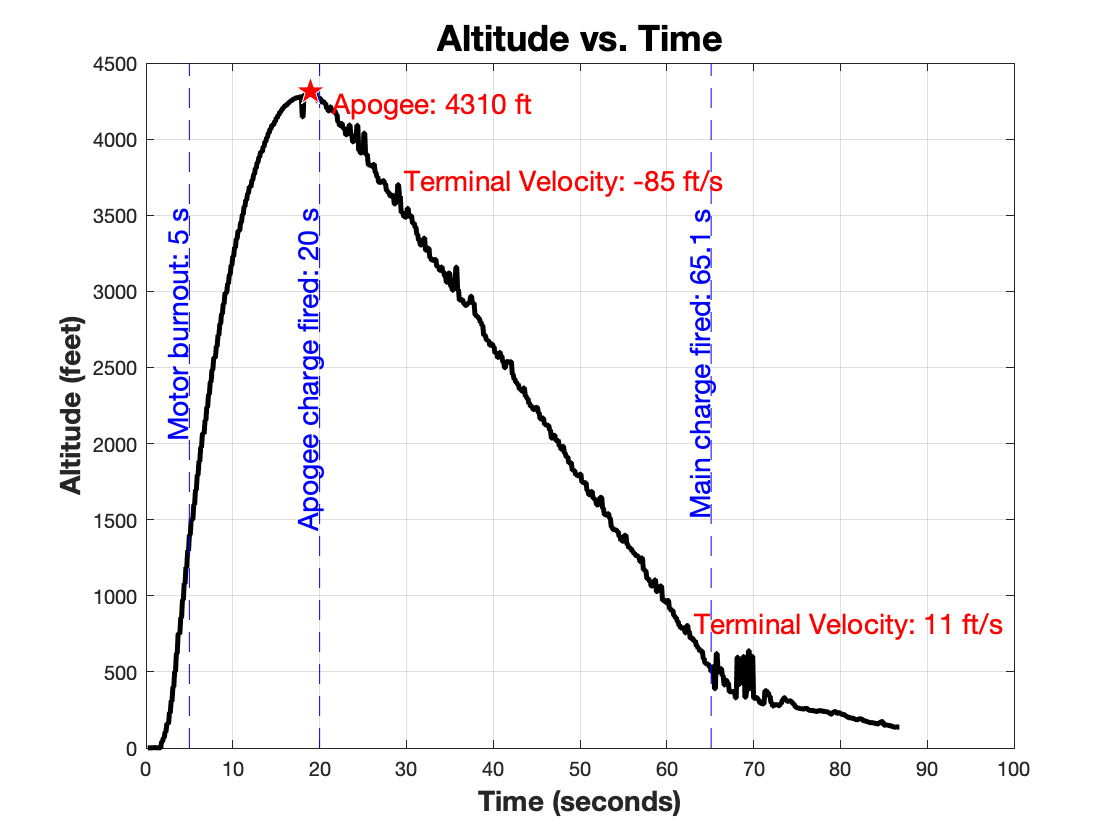 Altitude vs. Time
4500
4000
3500
3000
2500
2000
1500
1000
500
0
Altitude (feet)
Apogee: 4310 ft
Terminal Velocity: -85 ft/s
Motor burnout: 5 s
Apogee charge fired: 20 s
Main charge fired: 65.1 s
Terminal Velocity: 11 ft/s
0 10 20 30 40 50 60 70 80 90 100
Time (seconds)